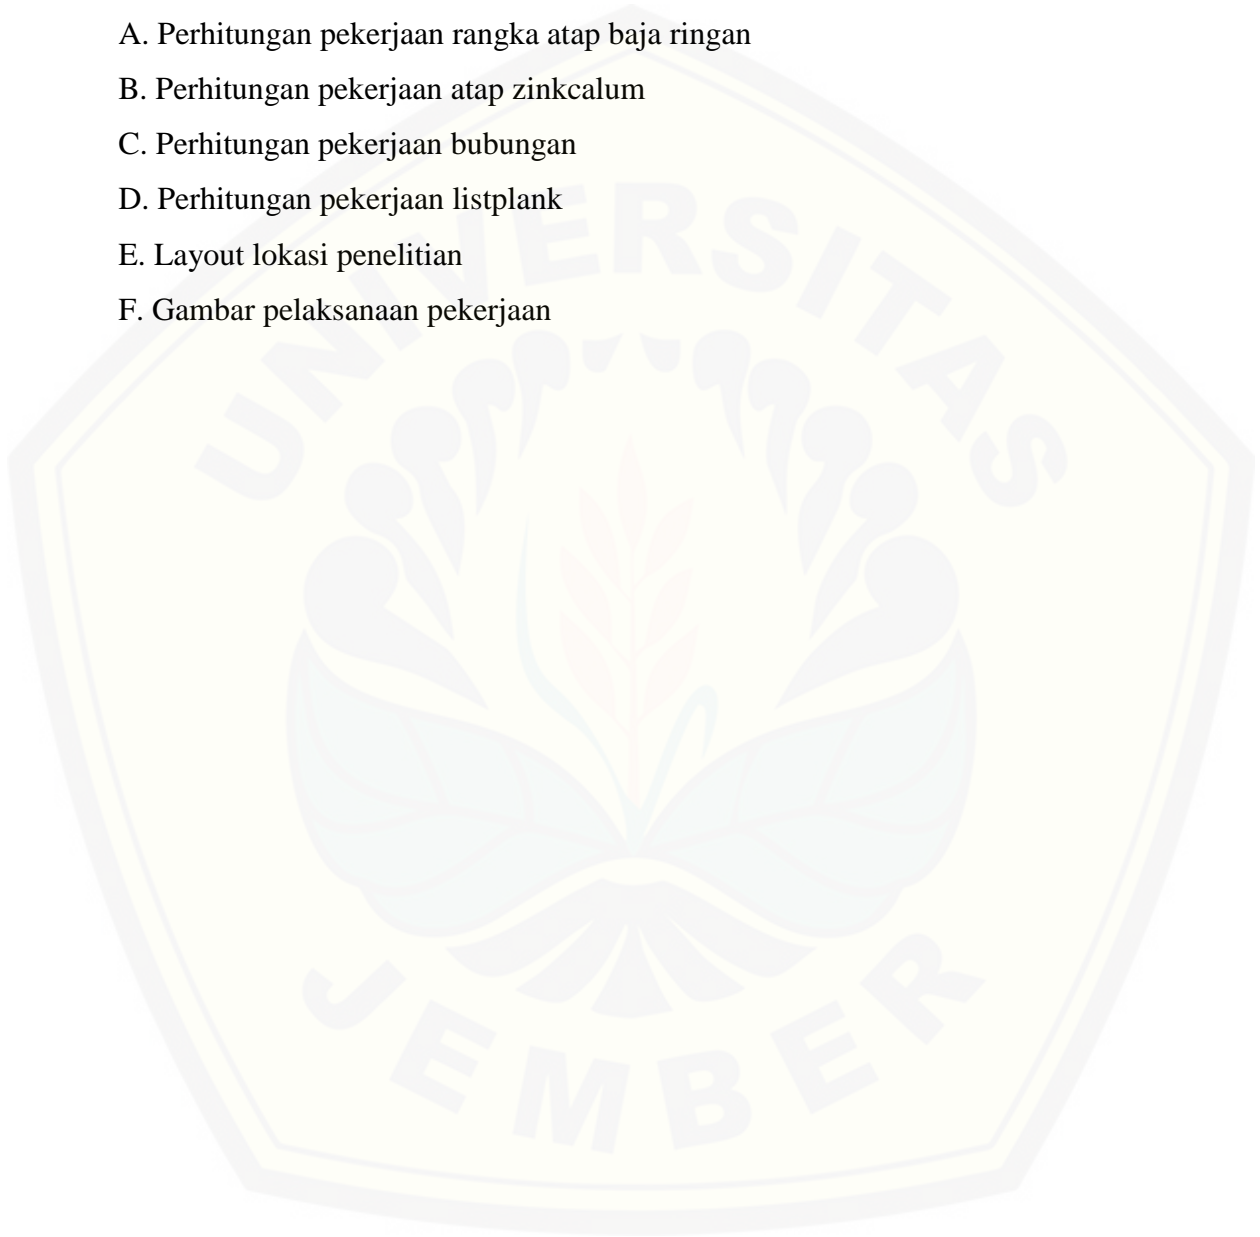 A. Perhitungan pekerjaan rangka atap baja ringan
B. Perhitungan pekerjaan atap zinkcalum
C. Perhitungan pekerjaan bubungan
D. Perhitungan pekerjaan listplank
E. Layout lokasi penelitian
F. Gambar pelaksanaan pekerjaan
UNIVERSITAS
JEMBER